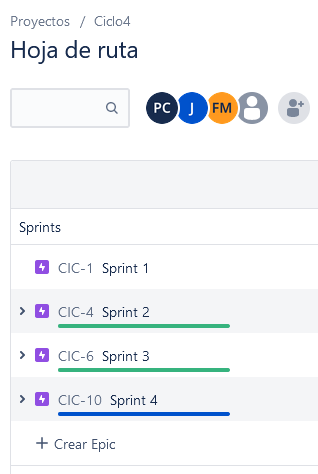 Proyectos / Ciclo4
Hoja de ruta
PC J FM
Sprints
CIC-1 Sprint 1
CIC-4 Sprint 2
CIC-6 Sprint 3
CIC-10 Sprint 4
Crear Epic